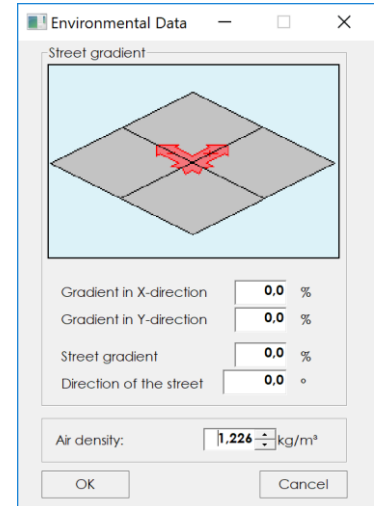 Environmental Data
Street gradient
Gradient in X-direction 0,0 %
Gradient in Y-direction 0,0 %
Street gradient 0,0 %
Direction of the street 0,0 °
Air density: 1,226 kg/m³
OK Cancel